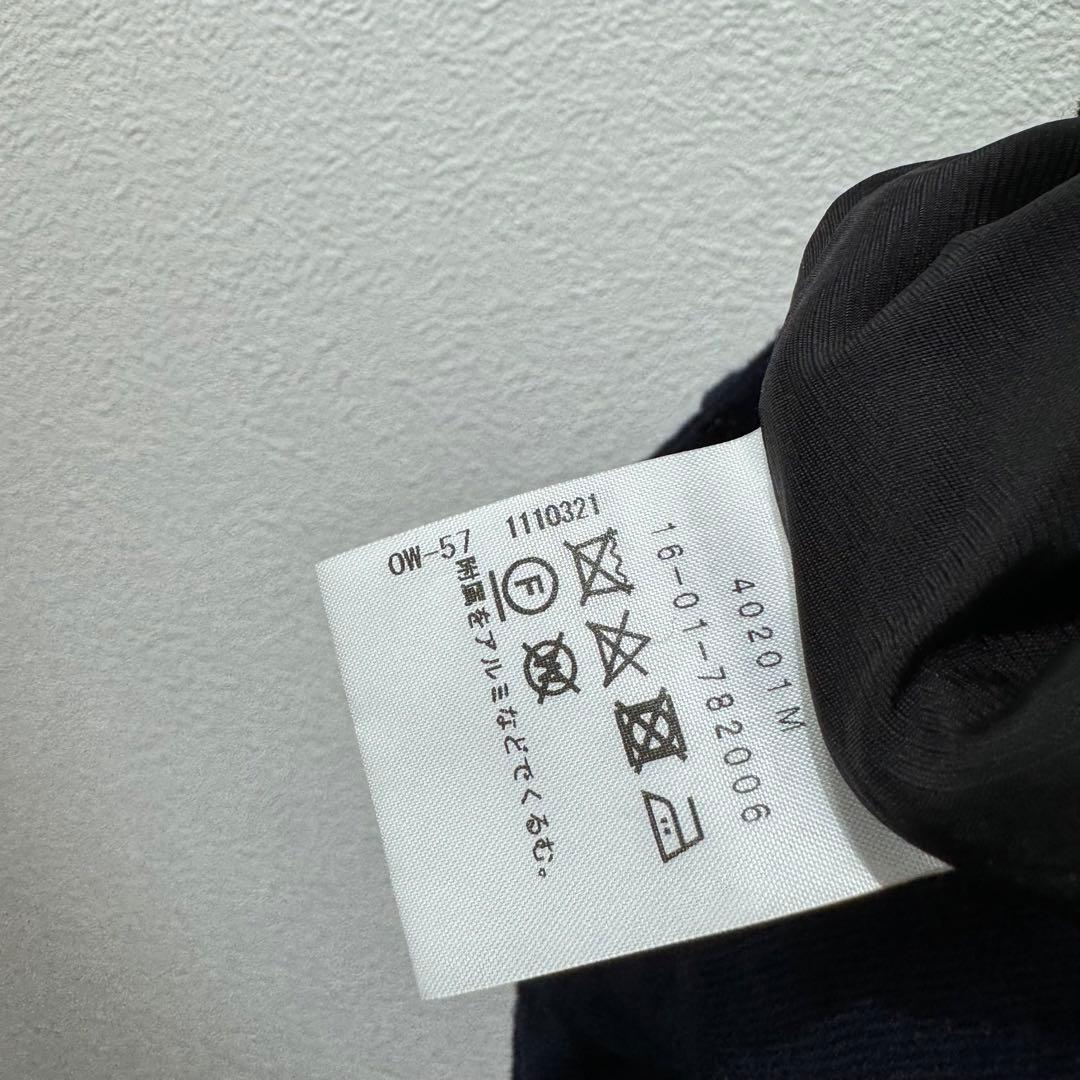 40201M
16-01-782006
F
W
附属をアルミなどでくるむ。
OW-57 1110321